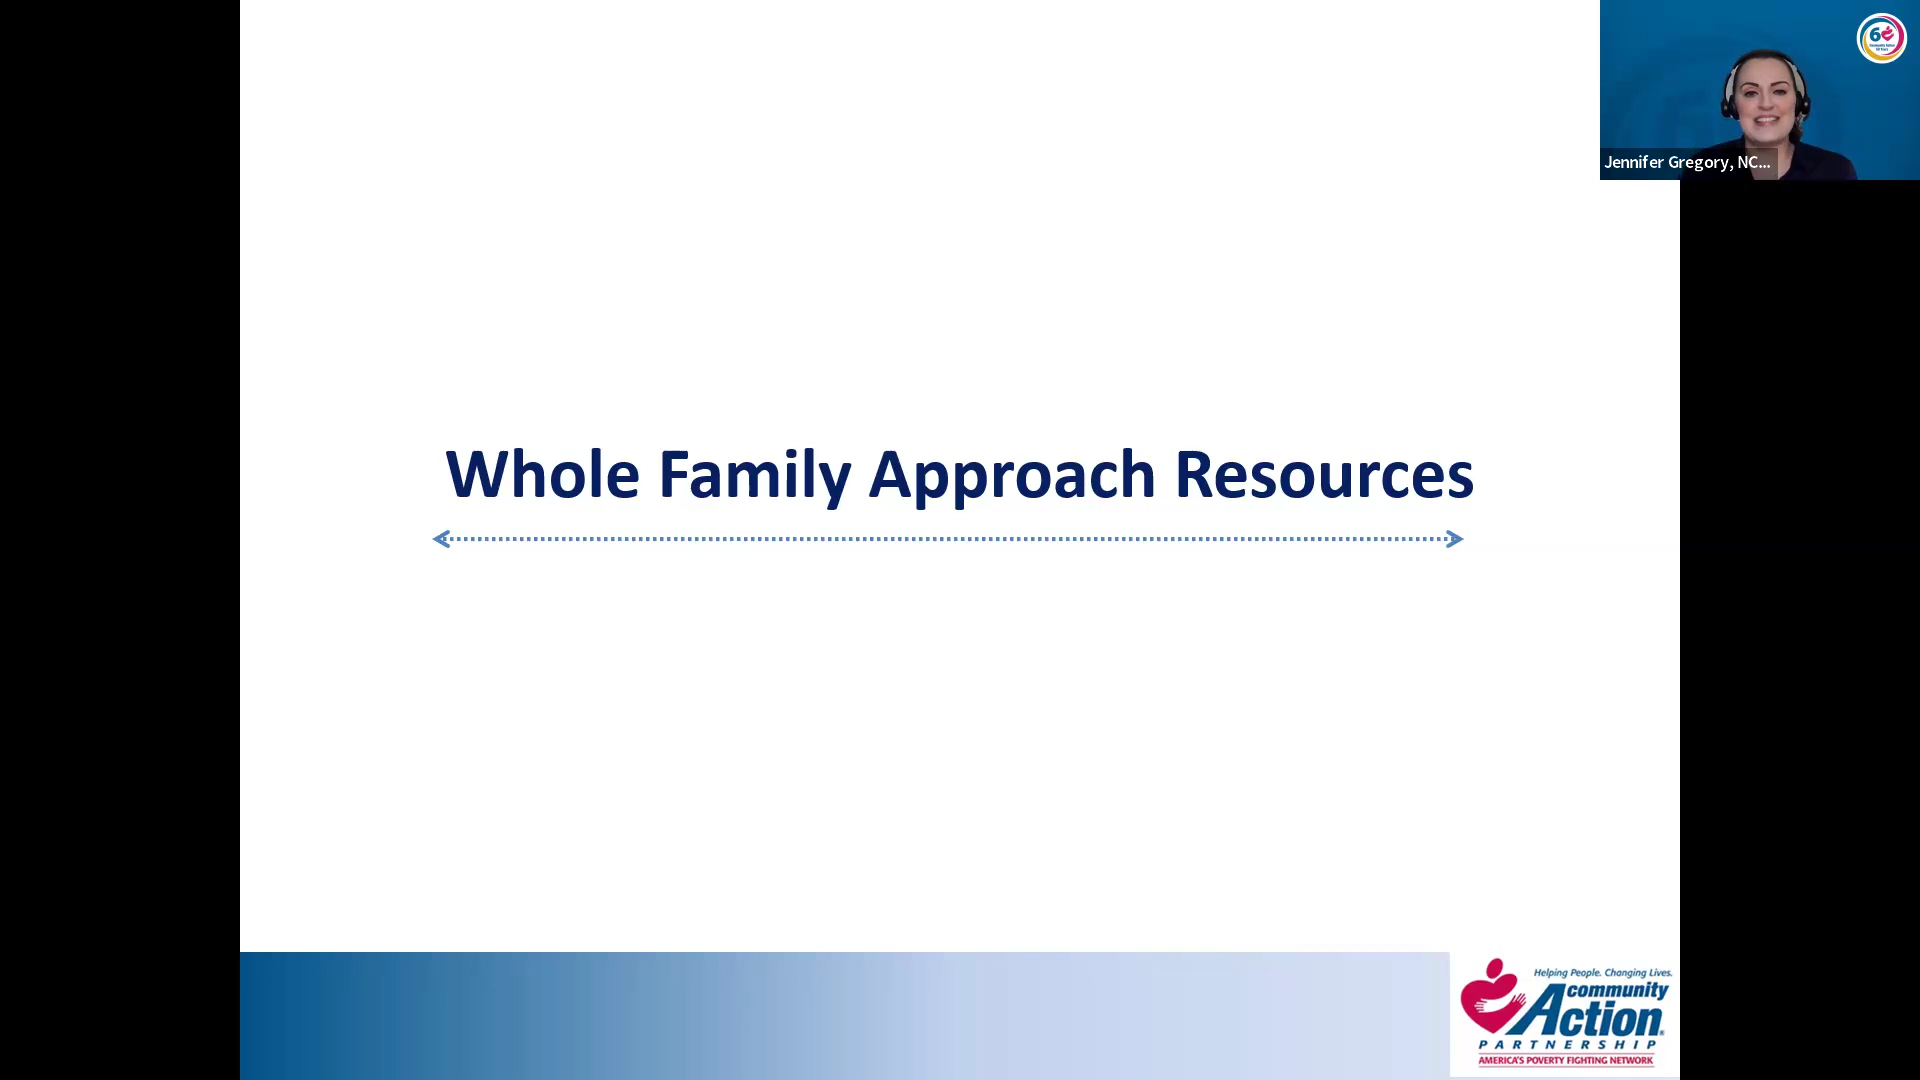 Jennifer Gregory, NC...
Whole Family Approach Resources
Helping People. Changing Lives.
community
Action
PARTNERSHIP
AMERICA'S POVERTY FIGHTING NETWORK